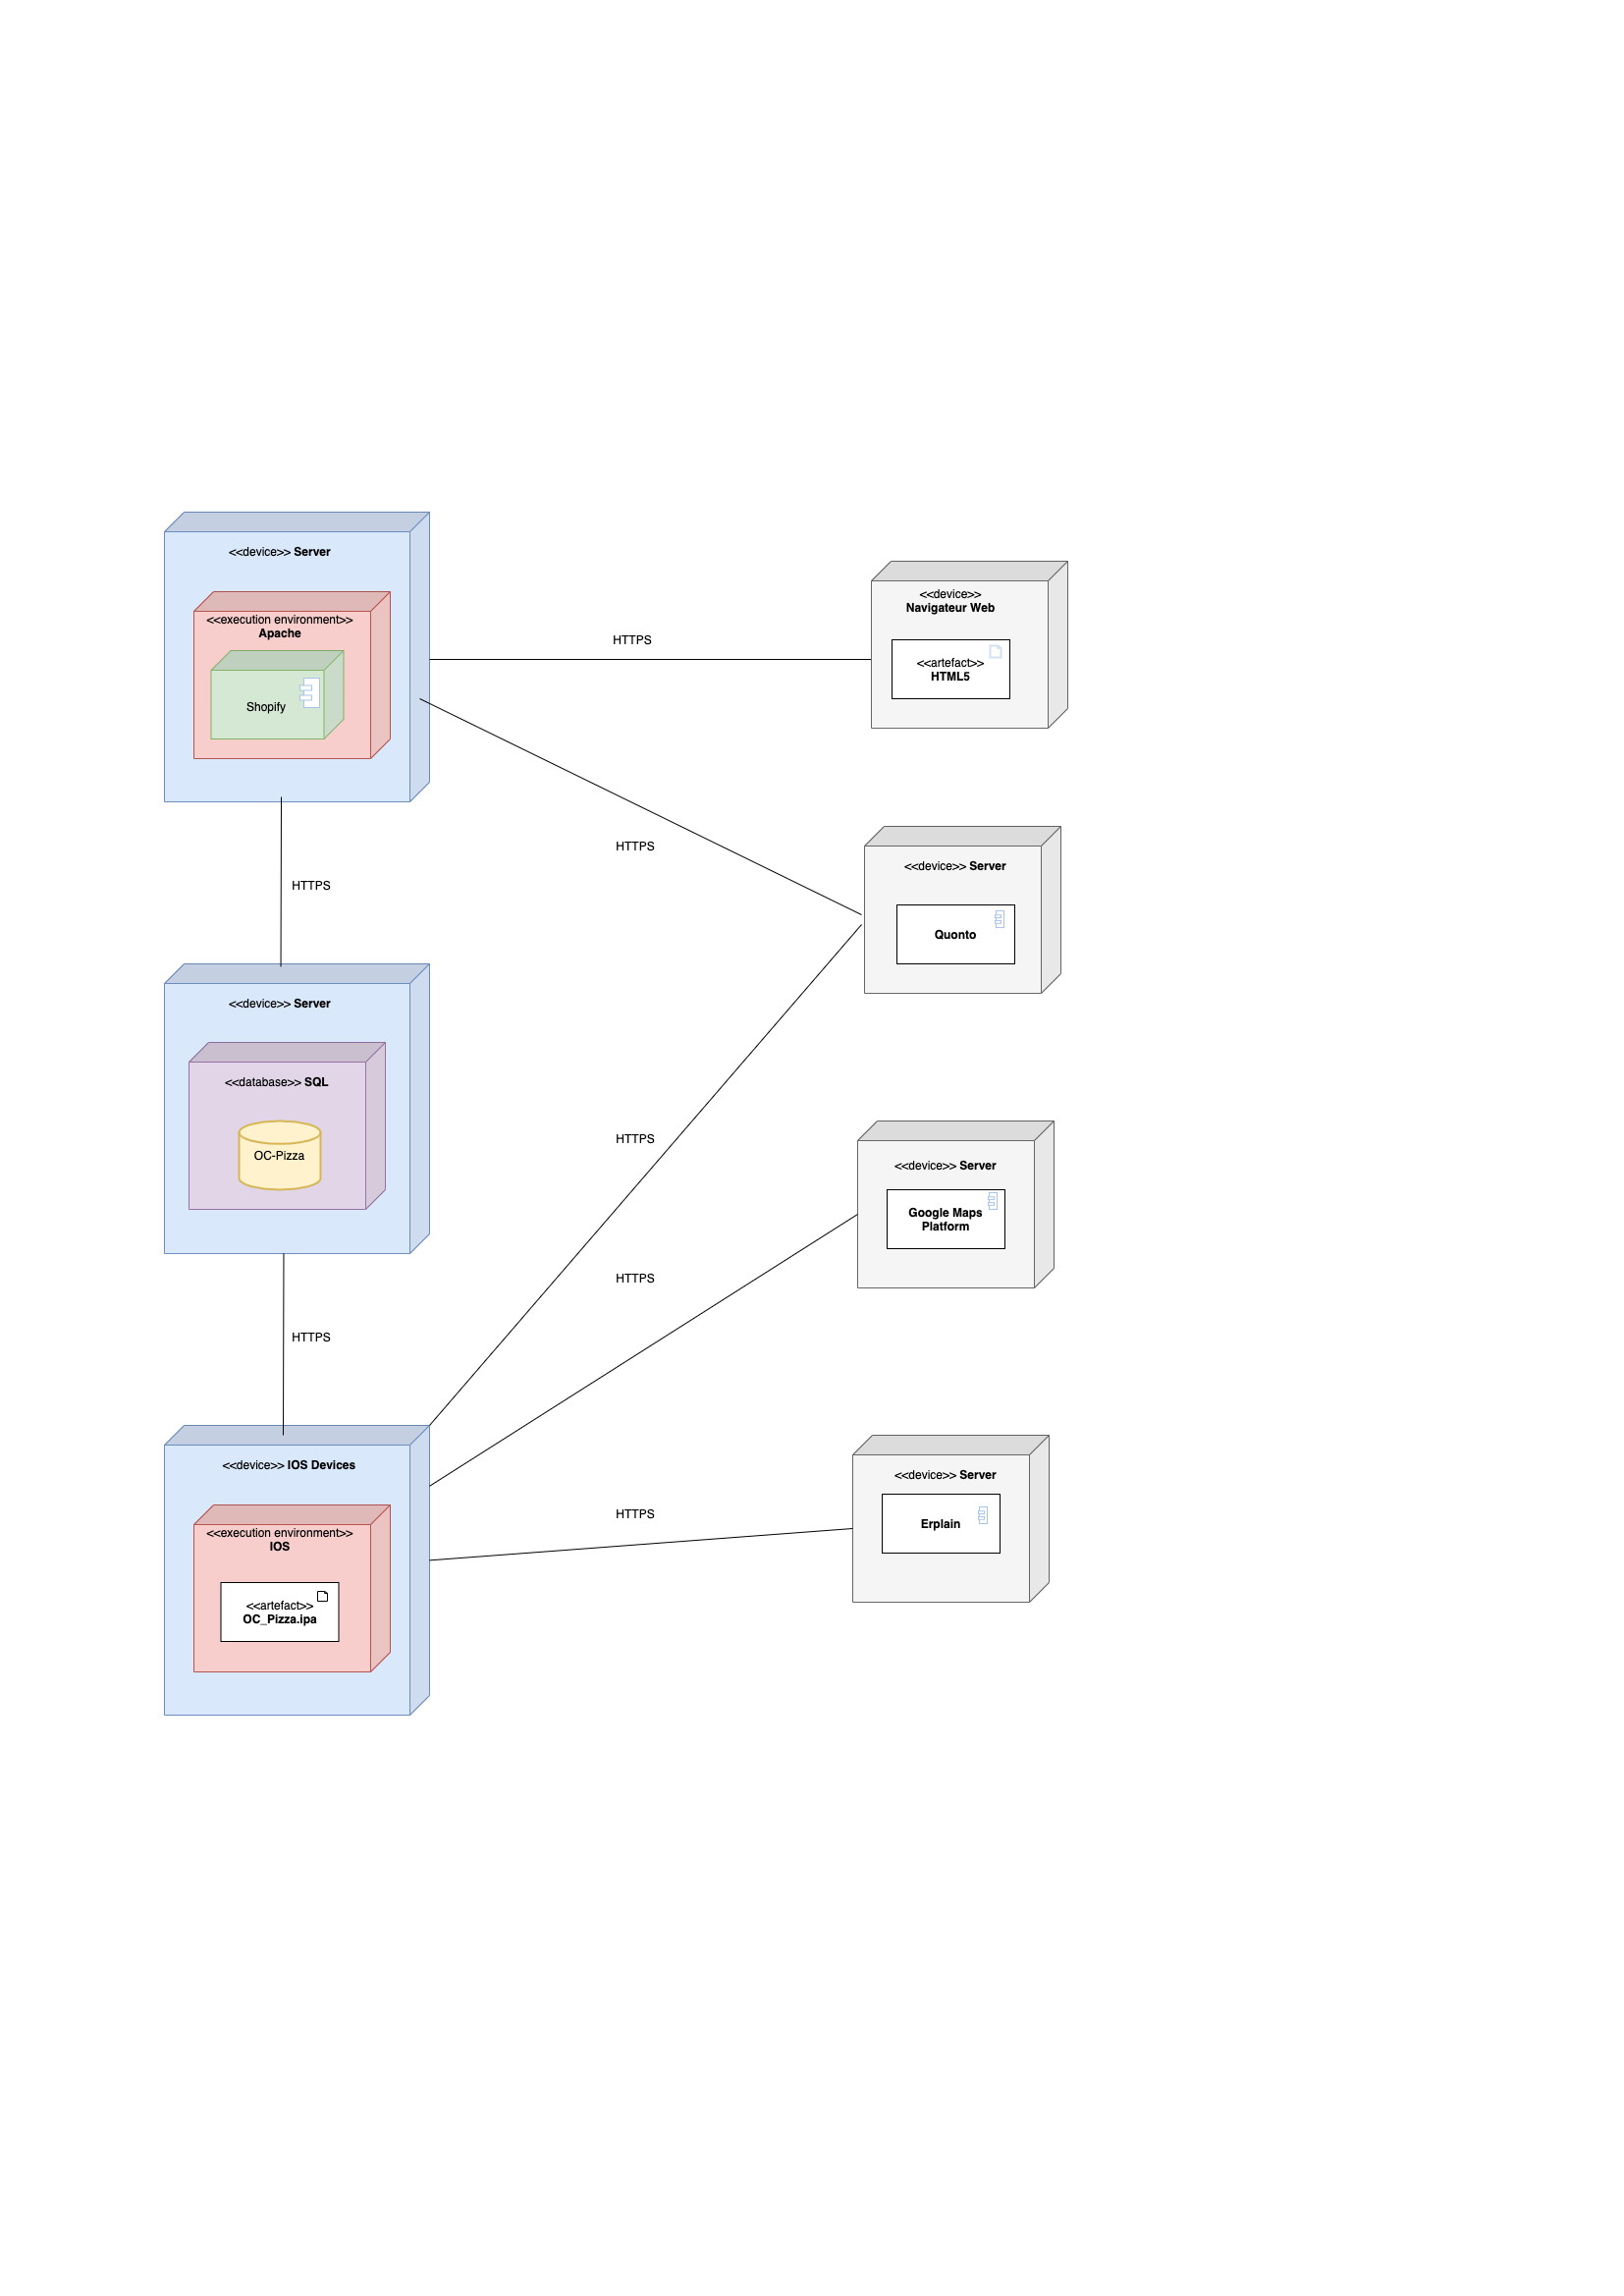 <<device>> Server
<<execution environment>>
Apache
Shopify
HTTPS
<<device>>
Navigateur Web
<<artefact>>
HTML5
HTTPS
HTTPS
<<device>> Server
Quonto
<<device>> Server
<<database>> SQL
OC-Pizza
HTTPS
<<device>> Server
Google Maps
Platform
HTTPS
HTTPS
<<device>> IOS Devices
<<execution environment>>
IOS
<<artefact>>
OC_Pizza.ipa
HTTPS
<<device>> Server
Erplain